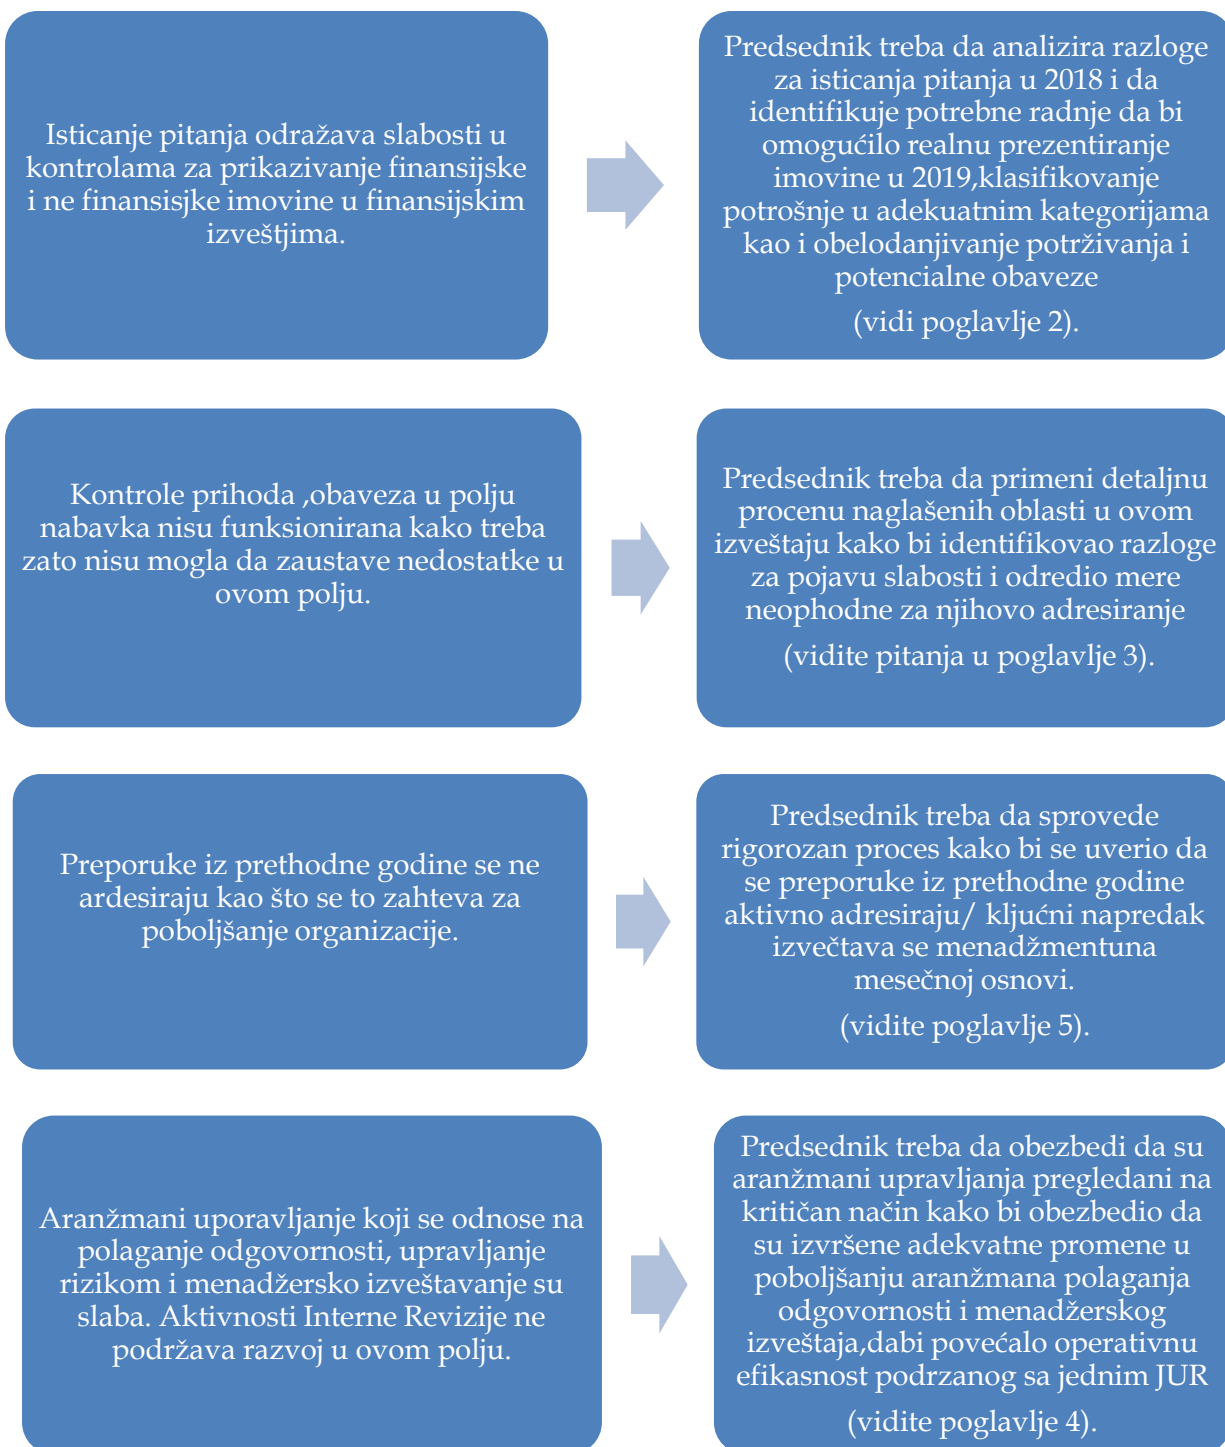 Isticanje pitanja odražava slabosti u
kontrolama za prikazivanje finansijske
i ne finansisjke imovine u finansijskim
izveštjima.
Predsednik treba da analizira razloge
za isticanja pitanja u 2018 i da
identifikuje potrebne radnje da bi
omogućilo realnu prezentiranje
imovine u 2019,klasifikovanje
potrošnje u adekuatnim kategorijama
kao i obelodanjivanje potrživanja i
potencialne obaveze
(vidi poglavlje 2).
Kontrole prihoda ,obaveza u polju
nabavka nisu funksionirana kako treba
zato nisu mogla da zaustave nedostatke u
ovom polju.
Predsednik treba da primeni detaljnu
procenu naglašenih oblasti u ovom
izveštaju kako bi identifikovao razloge
za pojavu slabosti i odredio mere
neophodne za njihovo adresiranje
(vidite pitanja u poglavlje 3).
Preporuke iz prethodne godine se ne
ardesiraju kao što se to zahteva za
poboljšanje organizacije.
Predsednik treba da sprovede
rigorozan proces kako bi se uverio da
se preporuke iz prethodne godine
aktivno adresiraju/ kljućni napredak
izvečtava se menadžmentuna
mesečnoj osnovi.
(vidite poglavlje 5).
Aranžmani uporavljanje koji se odnose na
polaganje odgovornosti, upravljanje
rizikom i menadžersko izveštavanje su
slaba. Aktivnosti Interne Revizije ne
podržava razvoj u ovom polju.
Predsednik treba da obezbedi da su
aranžmani upravljanja pregledani na
kritičan način kako bi obezbedio da
su izvršene adekvatne promene u
poboljšanju aranžmana polaganja
odgovornosti i menadžerskog
izveštaja,dabi povećalo operativnu
efikasnost podrzanog sa jednim JUR
(vidite poglavlje 4).